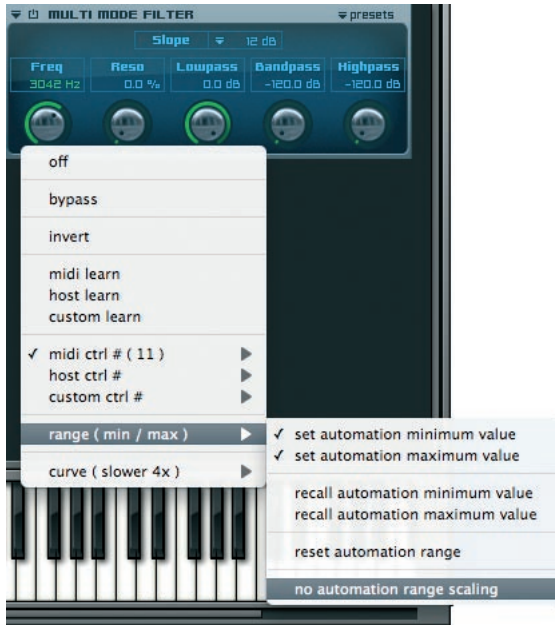 MULTI MODE FILTER presets
Slope 12 dB
Freq Reso Lowpass Bandpass Highpass
3042 Hz 0.0 % 0.0 dB -120.0 dB -120.0 dB
off
bypass
invert
midi learn
host learn
custom learn
✓ midi ctrl # ( 11 )
host ctrl #
custom ctrl #
range ( min / max )
✓ set automation minimum value
✓ set automation maximum value
recall automation minimum value
recall automation maximum value
reset automation range
no automation range scaling
curve ( slower 4x )